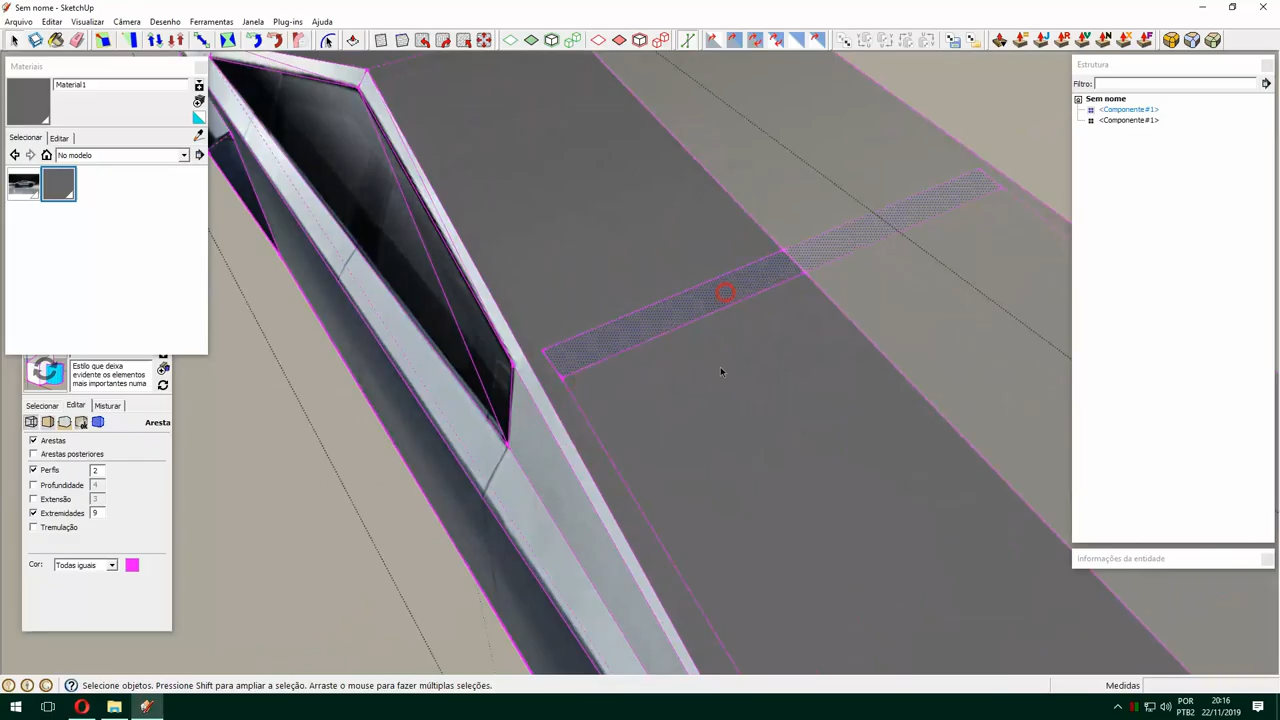 Sem nome - SketchUp
Arquivo Editar Visualizar Câmera Desenho Ferramentas Janela Plug-ins Ajuda
Materiais
Material1
Selecionar Editar
No modelo
Estilo que deixa
evidente os elementos
mais importantes numa
Selecionar Editar Misturar
Aresta
Arestas
Arestas posteriores
Perfis 2
Profundidade 4
Extensão 3
Extremidades 9
Tremulação
Cor: Todas iguais
Estrutura
Filtro:
Sem nome
<Componente#1>
<Componente#1>
Informações da entidade
Selecione objetos. Pressione Shift para ampliar a seleção. Arraste o mouse para fazer múltiplas seleções.
Medidas
POR
PTB2
20:16
22/11/2019